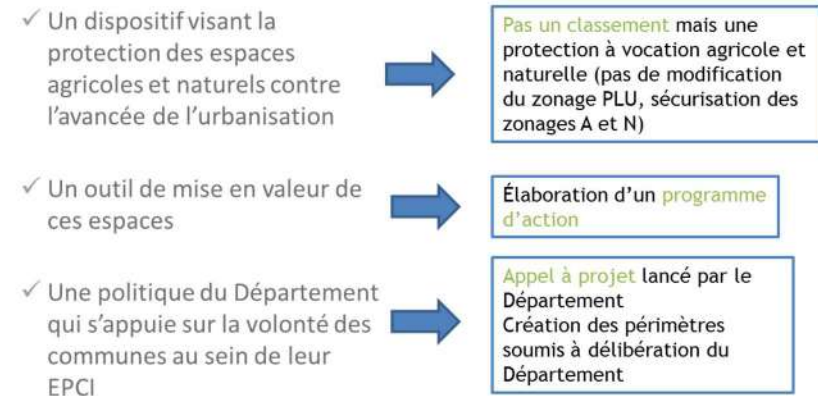 ✓ Un dispositif visant la
protection des espaces
agricoles et naturels contre
l'avancée de l'urbanisation
Pas un classement mais une
protection à vocation agricole et
naturelle (pas de modification
du zonage PLU, sécurisation des
zonages A et N)
✓ Un outil de mise en valeur de
ces espaces
Élaboration d'un programme
d'action
✓ Une politique du Département
qui s'appuie sur la volonté des
communes au sein de leur
EPCI
Appel à projet lancé par le
Département
Création des périmètres
soumis à délibération du
Département